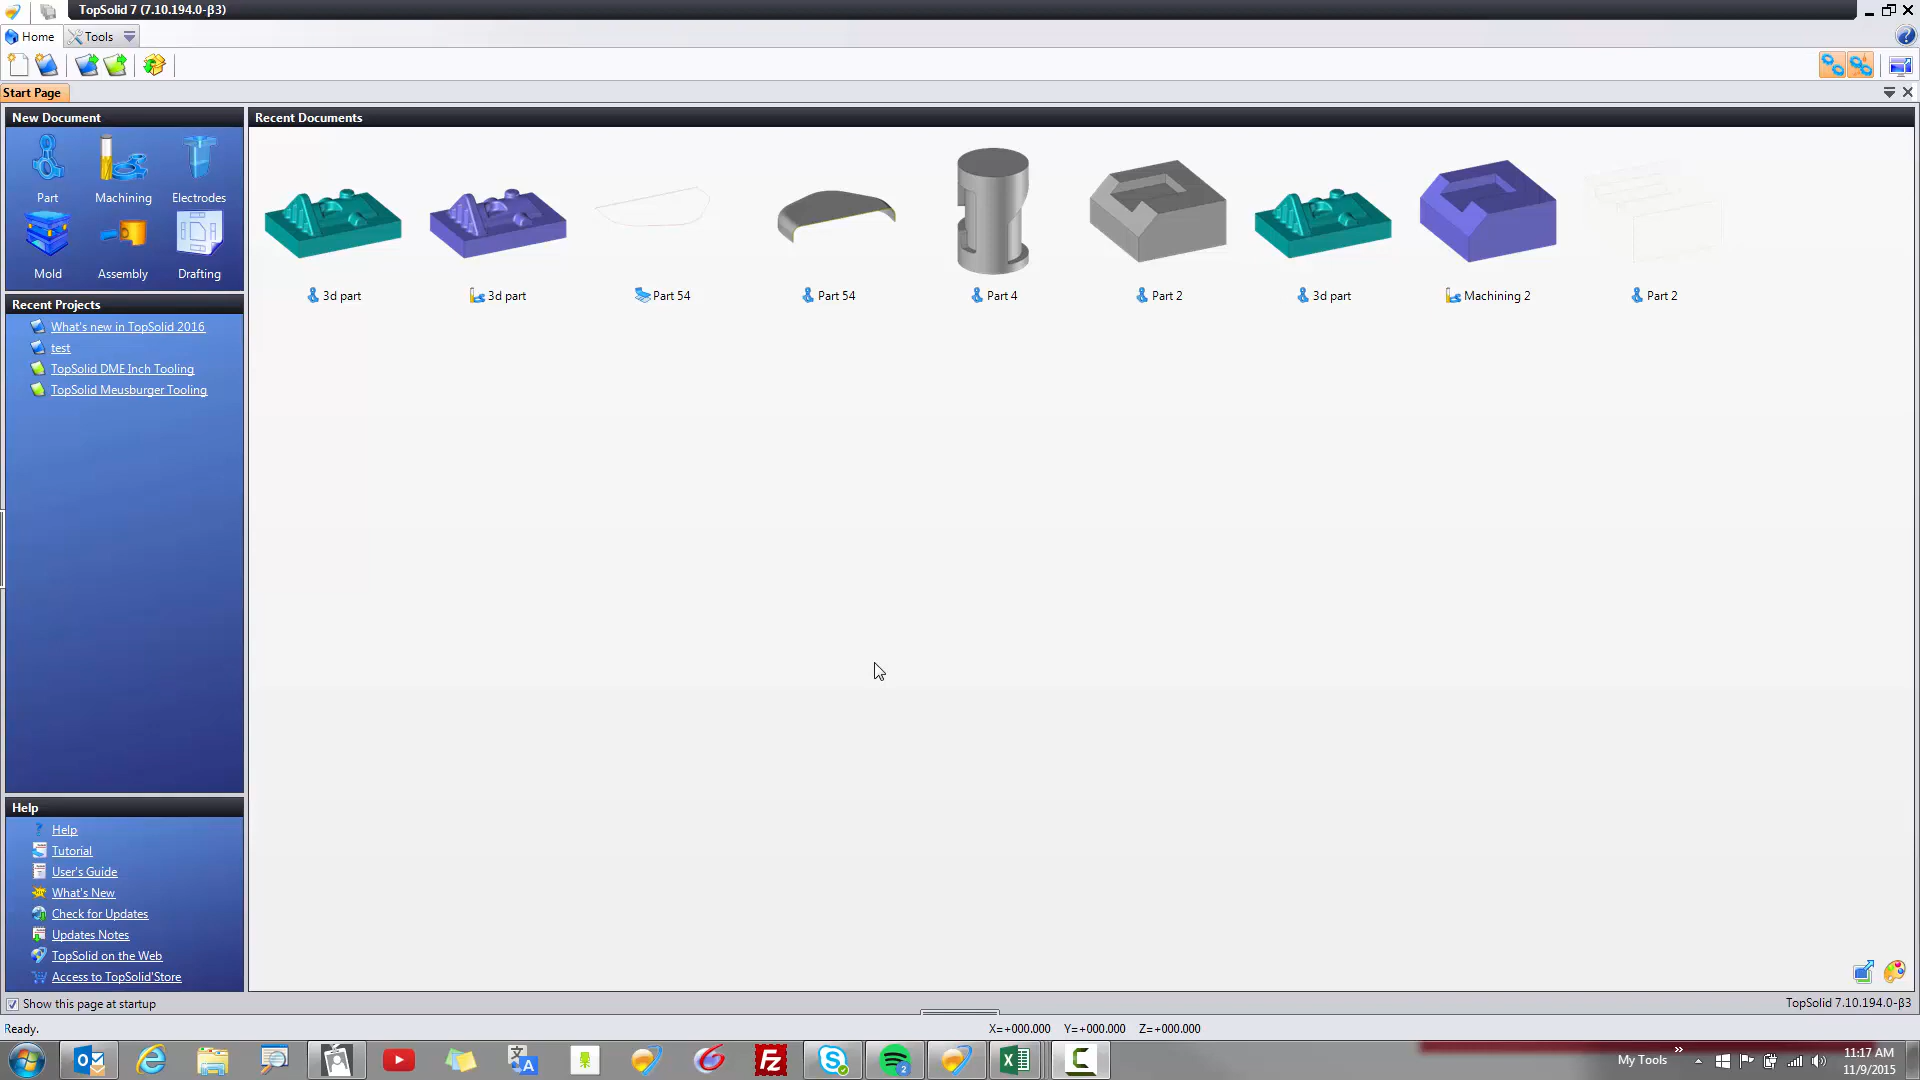 TopSolid 7 (7.10.194.0-β3)
Home Tools
Start Page
New Document
Part Machining Electrodes
Mold Assembly Drafting
Recent Projects
What's new in TopSolid 2016
test
TopSolid DME Inch Tooling
TopSolid Meusburger Tooling
Help
Help
Tutorial
User's Guide
What's New
Check for Updates
Updates Notes
TopSolid on the Web
Access to TopSolid'Store
Recent Documents
3d part 3d part Part 54 Part 54 Part 4 Part 2 3d part Machining 2 Part 2
Show this page at startup
TopSolid 7.10.194.0-β3
Ready.
X=+000.000 Y=+000.000 Z=+000.000
My Tools
11:17 AM
11/9/2015